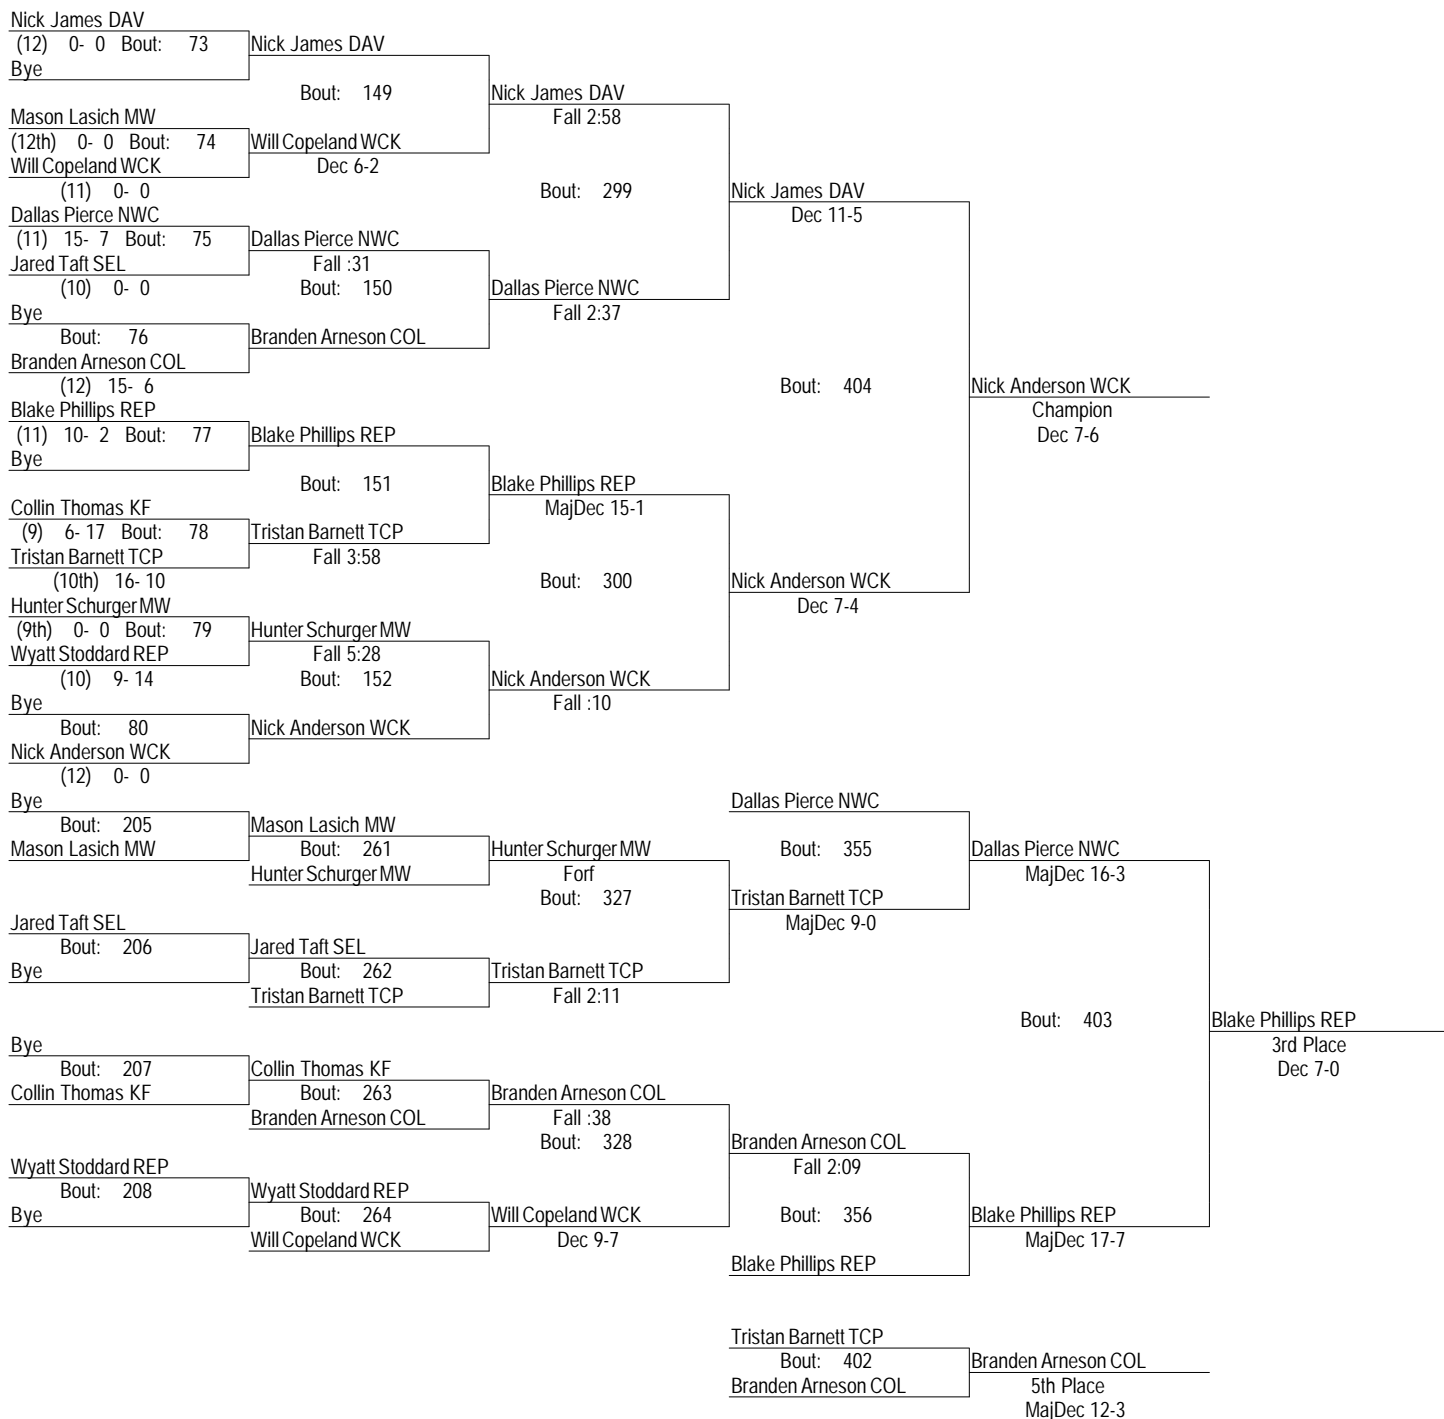 Nick James DAV
(12) 0- 0 Bout: 73 Nick James DAV
Bye
Bout: 149 Nick James DAV
Mason Lasich MW Fall 2:58
(12th) 0- 0 Bout: 74 Will Copeland WCK
Will Copeland WCK Dec 6-2
(11) 0- 0 Bout: 299 Nick James DAV
Dallas Pierce NWC Dec 11-5
(11) 15- 7 Bout: 75 Dallas Pierce NWC
Jared Taft SEL Fall :31
(10) 0- 0 Bout: 150 Dallas Pierce NWC
Bye Fall 2:37
Bout: 76 Branden Arneson COL
Branden Arneson COL
(12) 15- 6 Bout: 404 Nick Anderson WCK
Blake Phillips REP Champion
(11) 10- 2 Bout: 77 Blake Phillips REP Dec 7-6
Bye
Bout: 151 Blake Phillips REP
Collin Thomas KF MajDec 15-1
(9) 6- 17 Bout: 78 Tristan Barnett TCP
Tristan Barnett TCP Fall 3:58
(10th) 16- 10 Bout: 300 Nick Anderson WCK
Hunter Schurger MW Dec 7-4
(9th) 0- 0 Bout: 79 Hunter Schurger MW
Wyatt Stoddard REP Fall 5:28
(10) 9- 14 Bout: 152 Nick Anderson WCK
Bye Fall :10
Bout: 80 Nick Anderson WCK
Nick Anderson WCK
(12) 0- 0
Bye Dallas Pierce NWC
Bout: 205 Mason Lasich MW
Mason Lasich MW Bout: 261 Hunter Schurger MW Bout: 355 Dallas Pierce NWC
Hunter Schurger MW Forf MajDec 16-3
Bout: 327 Tristan Barnett TCP
Jared Taft SEL MajDec 9-0
Bout: 206 Jared Taft SEL
Bye Bout: 262 Tristan Barnett TCP
Tristan Barnett TCP Fall 2:11
Bout: 403 Blake Phillips REP
Bye 3rd Place
Bout: 207 Collin Thomas KF Dec 7-0
Collin Thomas KF Bout: 263 Branden Arneson COL
Branden Arneson COL Fall :38
Bout: 328 Branden Arneson COL
Wyatt Stoddard REP Fall 2:09
Bout: 208 Wyatt Stoddard REP
Bye Bout: 264 Will Copeland WCK Bout: 356 Blake Phillips REP
Will Copeland WCK Dec 9-7 MajDec 17-7
Blake Phillips REP
Tristan Barnett TCP
Bout: 402 Branden Arneson COL
Branden Arneson COL 5th Place
MajDec 12-3